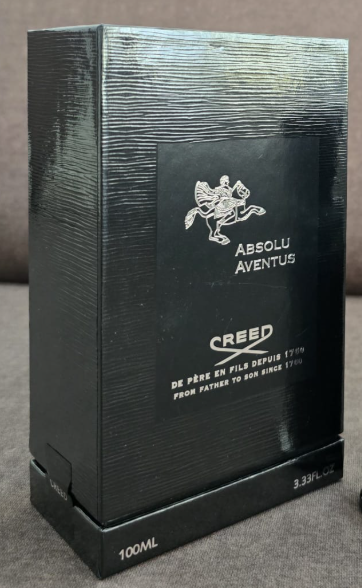 ABSOLU
AVENTUS
CREED
DE PÈRE EN FILS DEPUIS 1760
FROM FATHER TO SON SINCE 1760
CREED
100ML
3.33FL.OZ